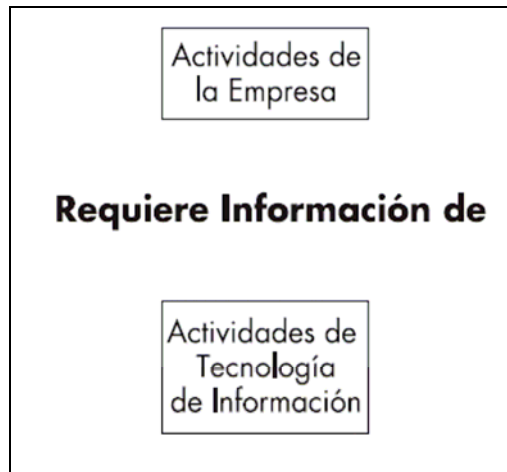 Actividades de
la Empresa
Requiere Información de
Actividades de
Tecnología
de Información